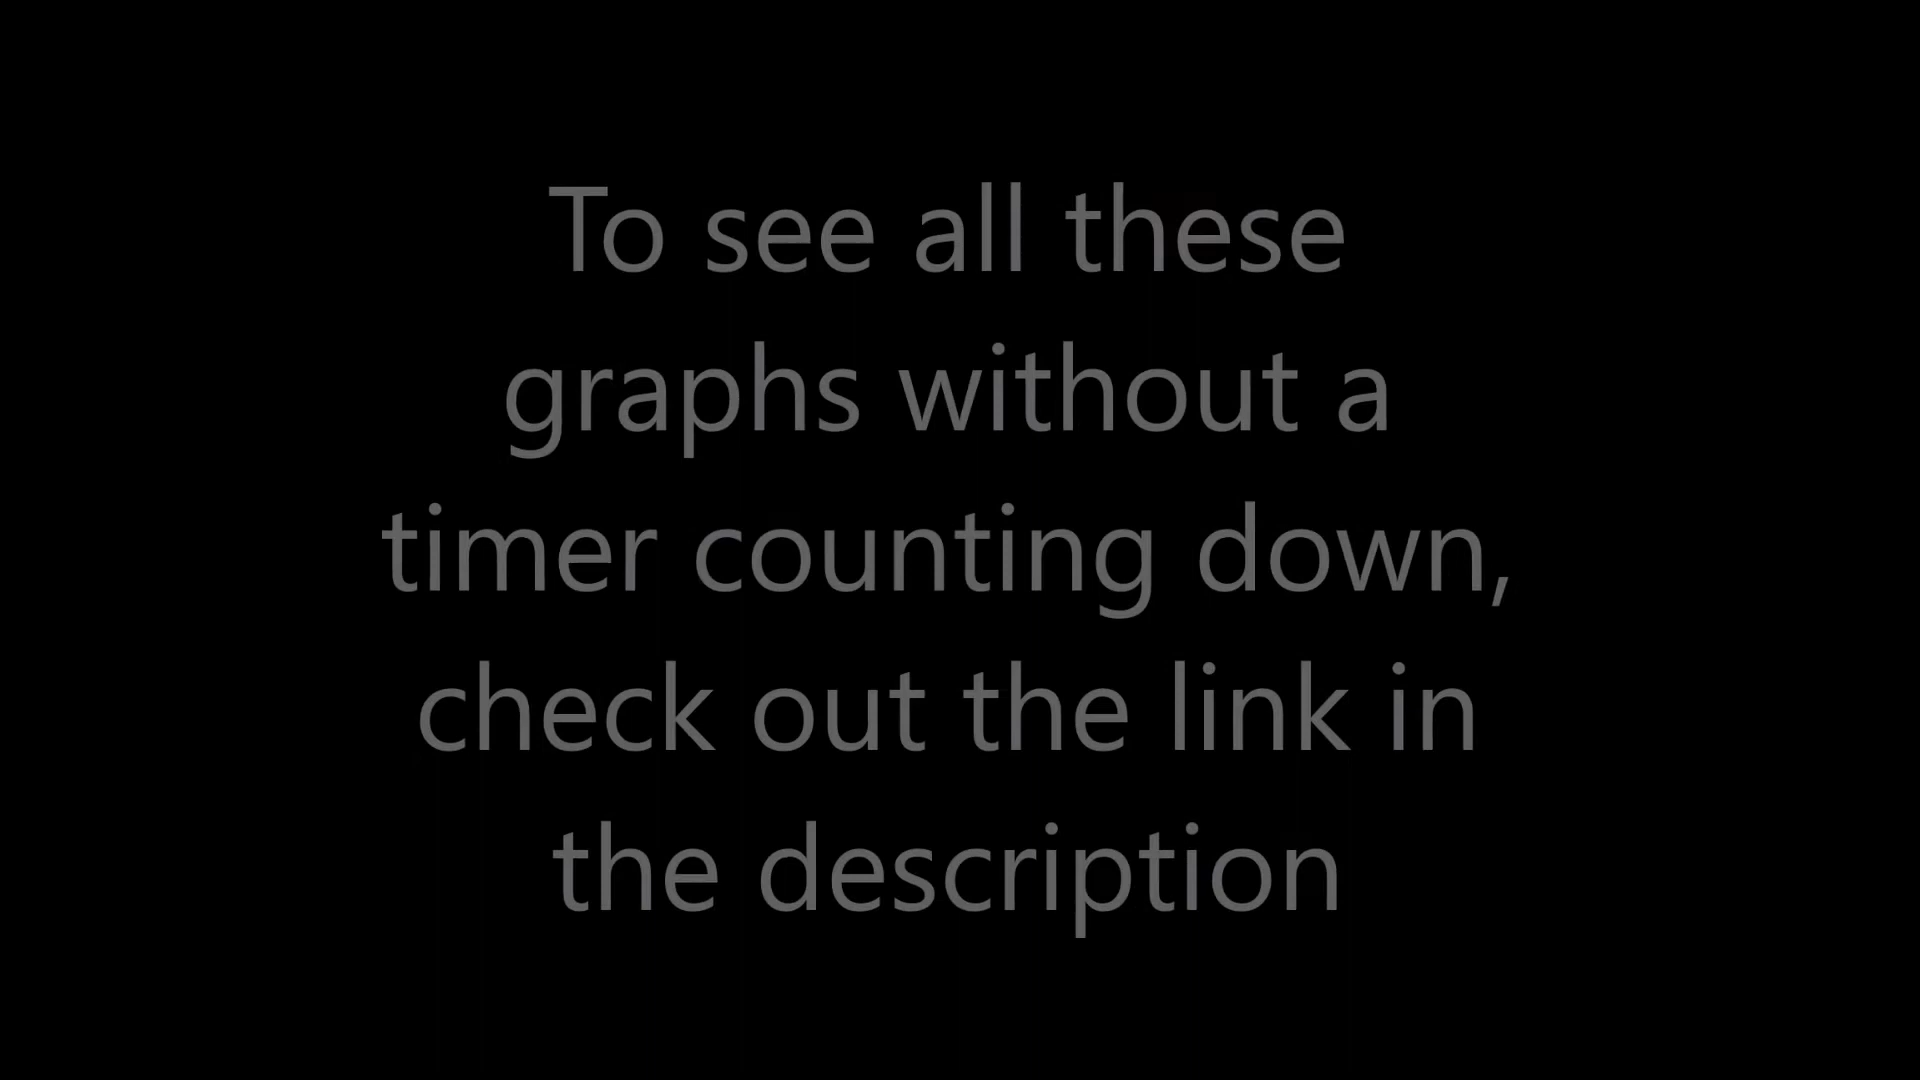 To see all these
graphs without a
timer counting down,
check out the link in
the description